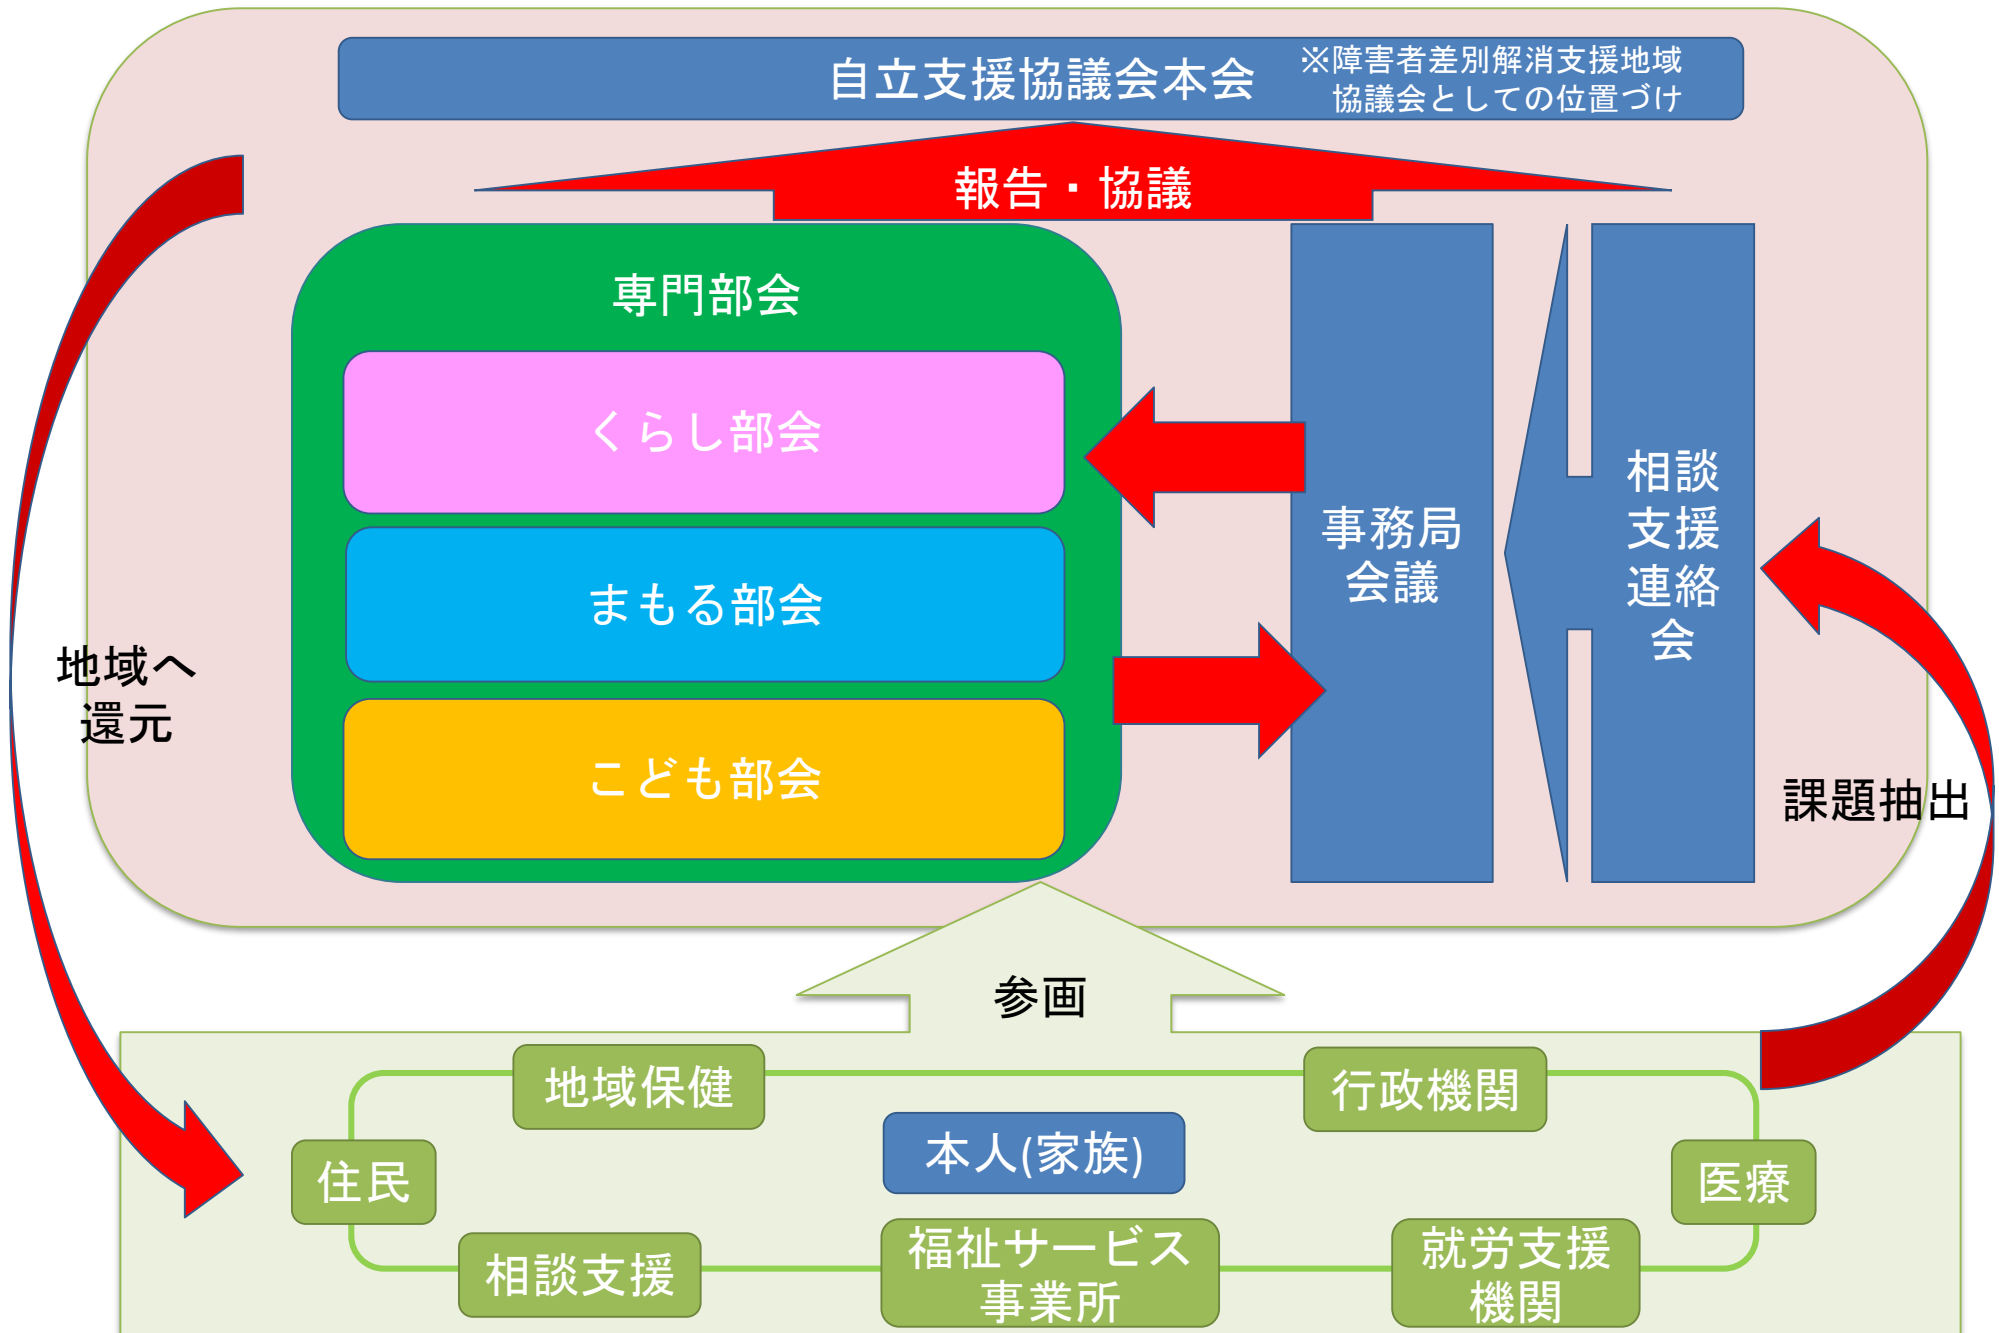 自立支援協議会本会
※障害者差別解消支援地域
協議会としての位置づけ
報告・協議
専門部会
くらし部会
まもる部会
こども部会
事務局
会議
相談
支援
連絡
会
地域へ
還元
課題抽出
参画
地域保健
行政機関
本人(家族)
住民
医療
相談支援
福祉サービス
事業所
就労支援
機関